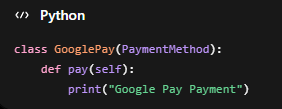 </> Python
class GooglePay(PaymentMethod):
    def pay(self):
        print("Google Pay Payment")